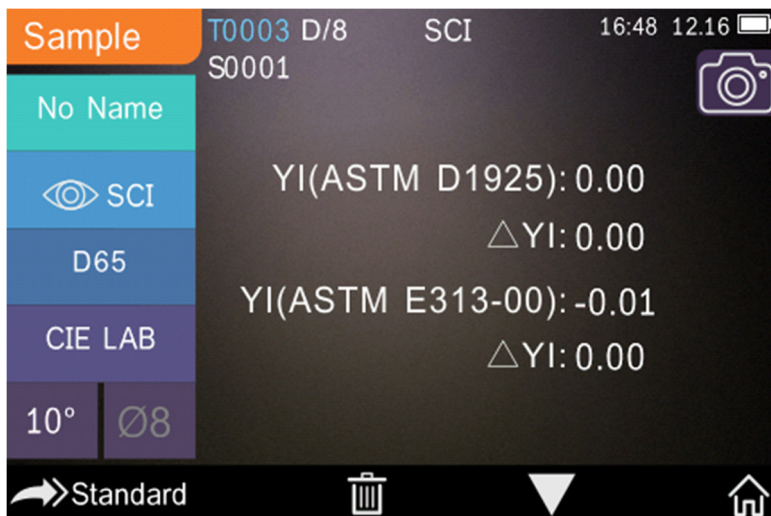 Sample
T0003 D/8 SCI 16:48 12.16
S0001
No Name
SCI
D65
CIE LAB
10° Ø8
YI(ASTM D1925): 0.00
△YI: 0.00
YI(ASTM E313-00): -0.01
△YI: 0.00
Standard